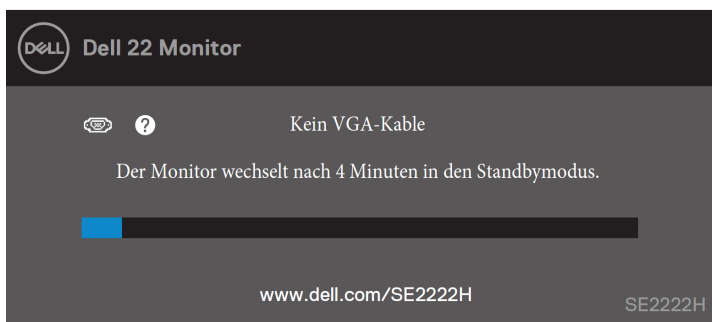 DELL Dell 22 Monitor
? Kein VGA-Kable
Der Monitor wechselt nach 4 Minuten in den Standbymodus.
www.dell.com/SE2222H
SE2222H